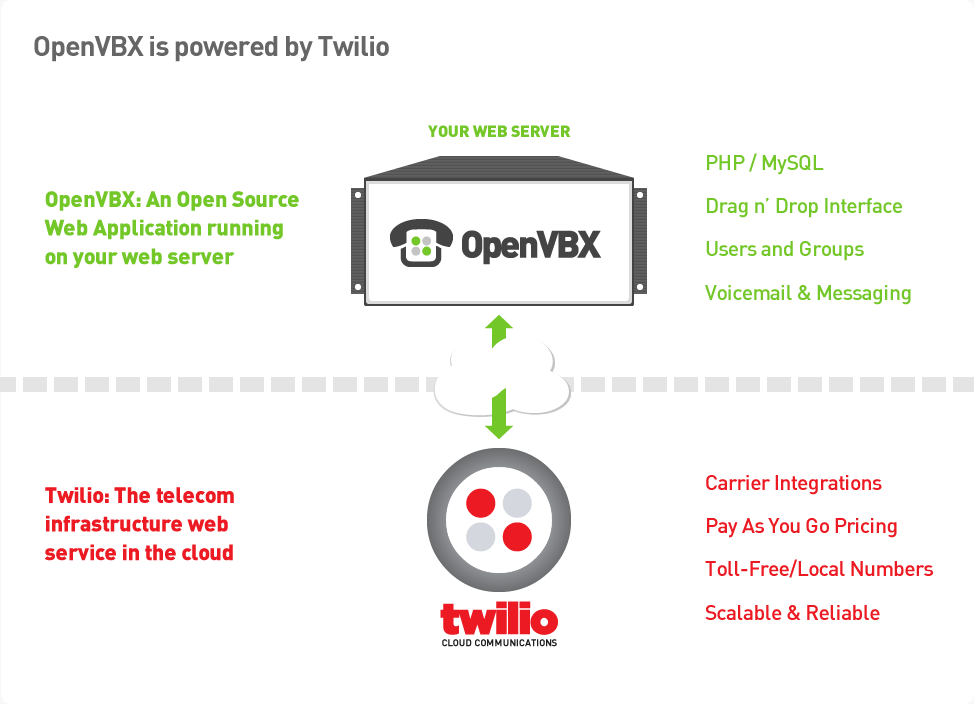 OpenVBX is powered by Twilio
YOUR WEB SERVER
OpenVBX: An Open Source
Web Application running
on your web server
OpenVBX
PHP / MySQL
Drag n’ Drop Interface
Users and Groups
Voicemail & Messaging
Twilio: The telecom
infrastructure web
service in the cloud
twilio
CLOUD COMMUNICATIONS
Carrier Integrations
Pay As You Go Pricing
Toll-Free/Local Numbers
Scalable & Reliable